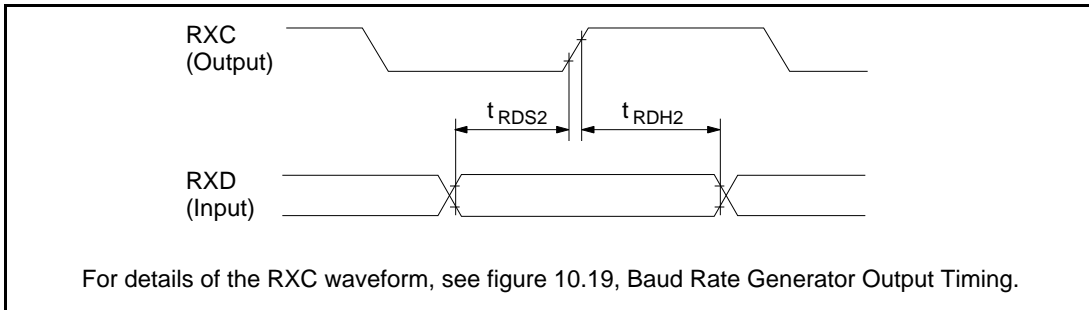 RXC
(Output)
t RDS2
t RDH2
RXD
(Input)
For details of the RXC waveform, see figure 10.19, Baud Rate Generator Output Timing.